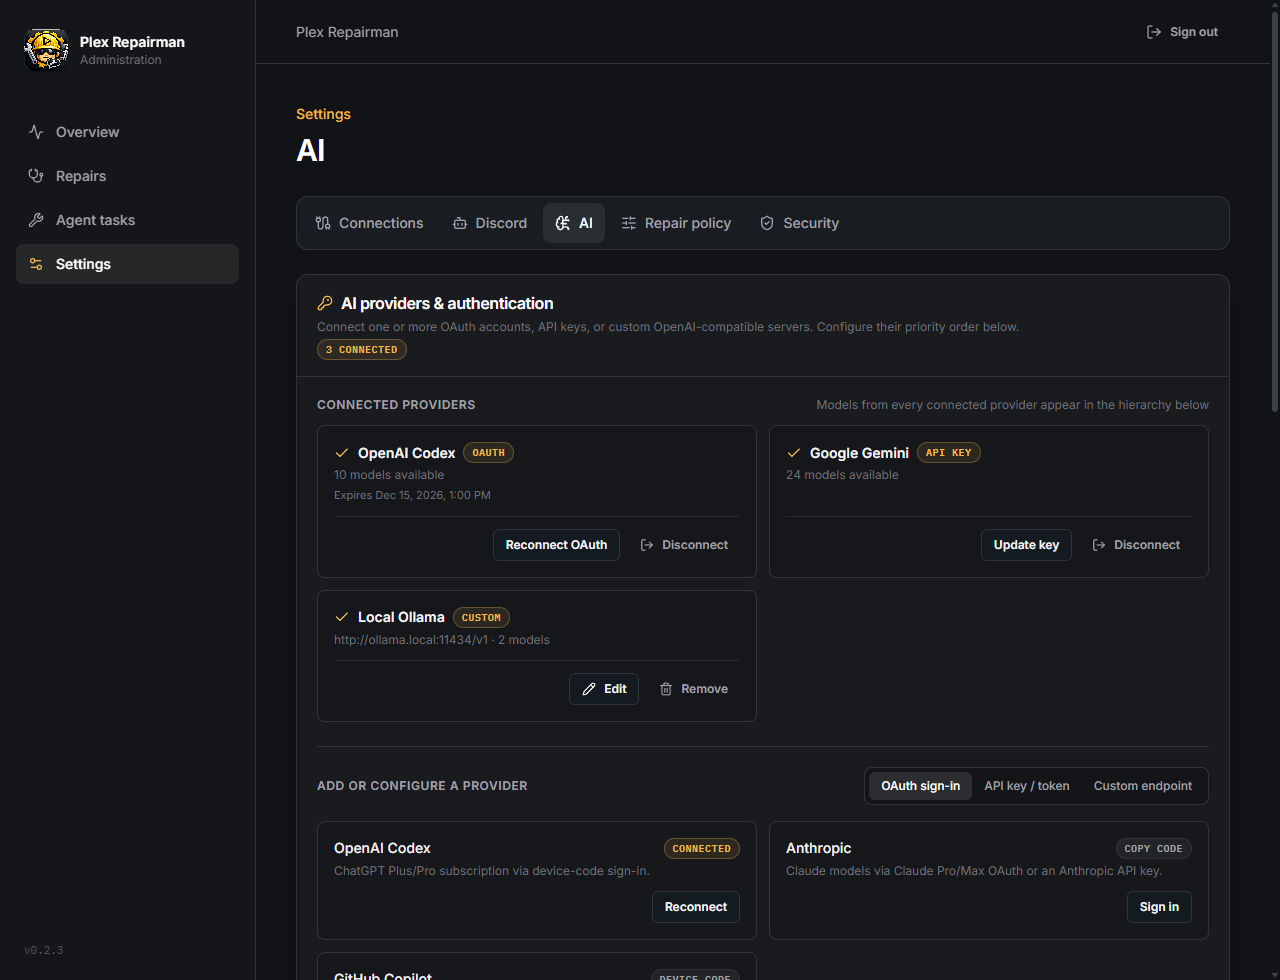 Plex Repairman
Administration
Overview
Repairs
Agent tasks
Settings
v0.2.3
Plex Repairman
Sign out
Settings
AI
Connections
Discord
AI
Repair policy
Security
AI providers & authentication
Connect one or more OAuth accounts, API keys, or custom OpenAI-compatible servers. Configure their priority order below.
3 CONNECTED
CONNECTED PROVIDERS
Models from every connected provider appear in the hierarchy below
OpenAI Codex OAUTH
10 models available
Expires Dec 15, 2026, 1:00 PM
Reconnect OAuth
Disconnect
Google Gemini API KEY
24 models available
Update key
Disconnect
Local Ollama CUSTOM
http://ollama.local:11434/v1 · 2 models
Edit
Remove
ADD OR CONFIGURE A PROVIDER
OAuth sign-in
API key / token
Custom endpoint
OpenAI Codex
CONNECTED
ChatGPT Plus/Pro subscription via device-code sign-in.
Reconnect
Anthropic
COPY CODE
Claude models via Claude Pro/Max OAuth or an Anthropic API key.
Sign in
GitHub Copilot
DEVICE CODE